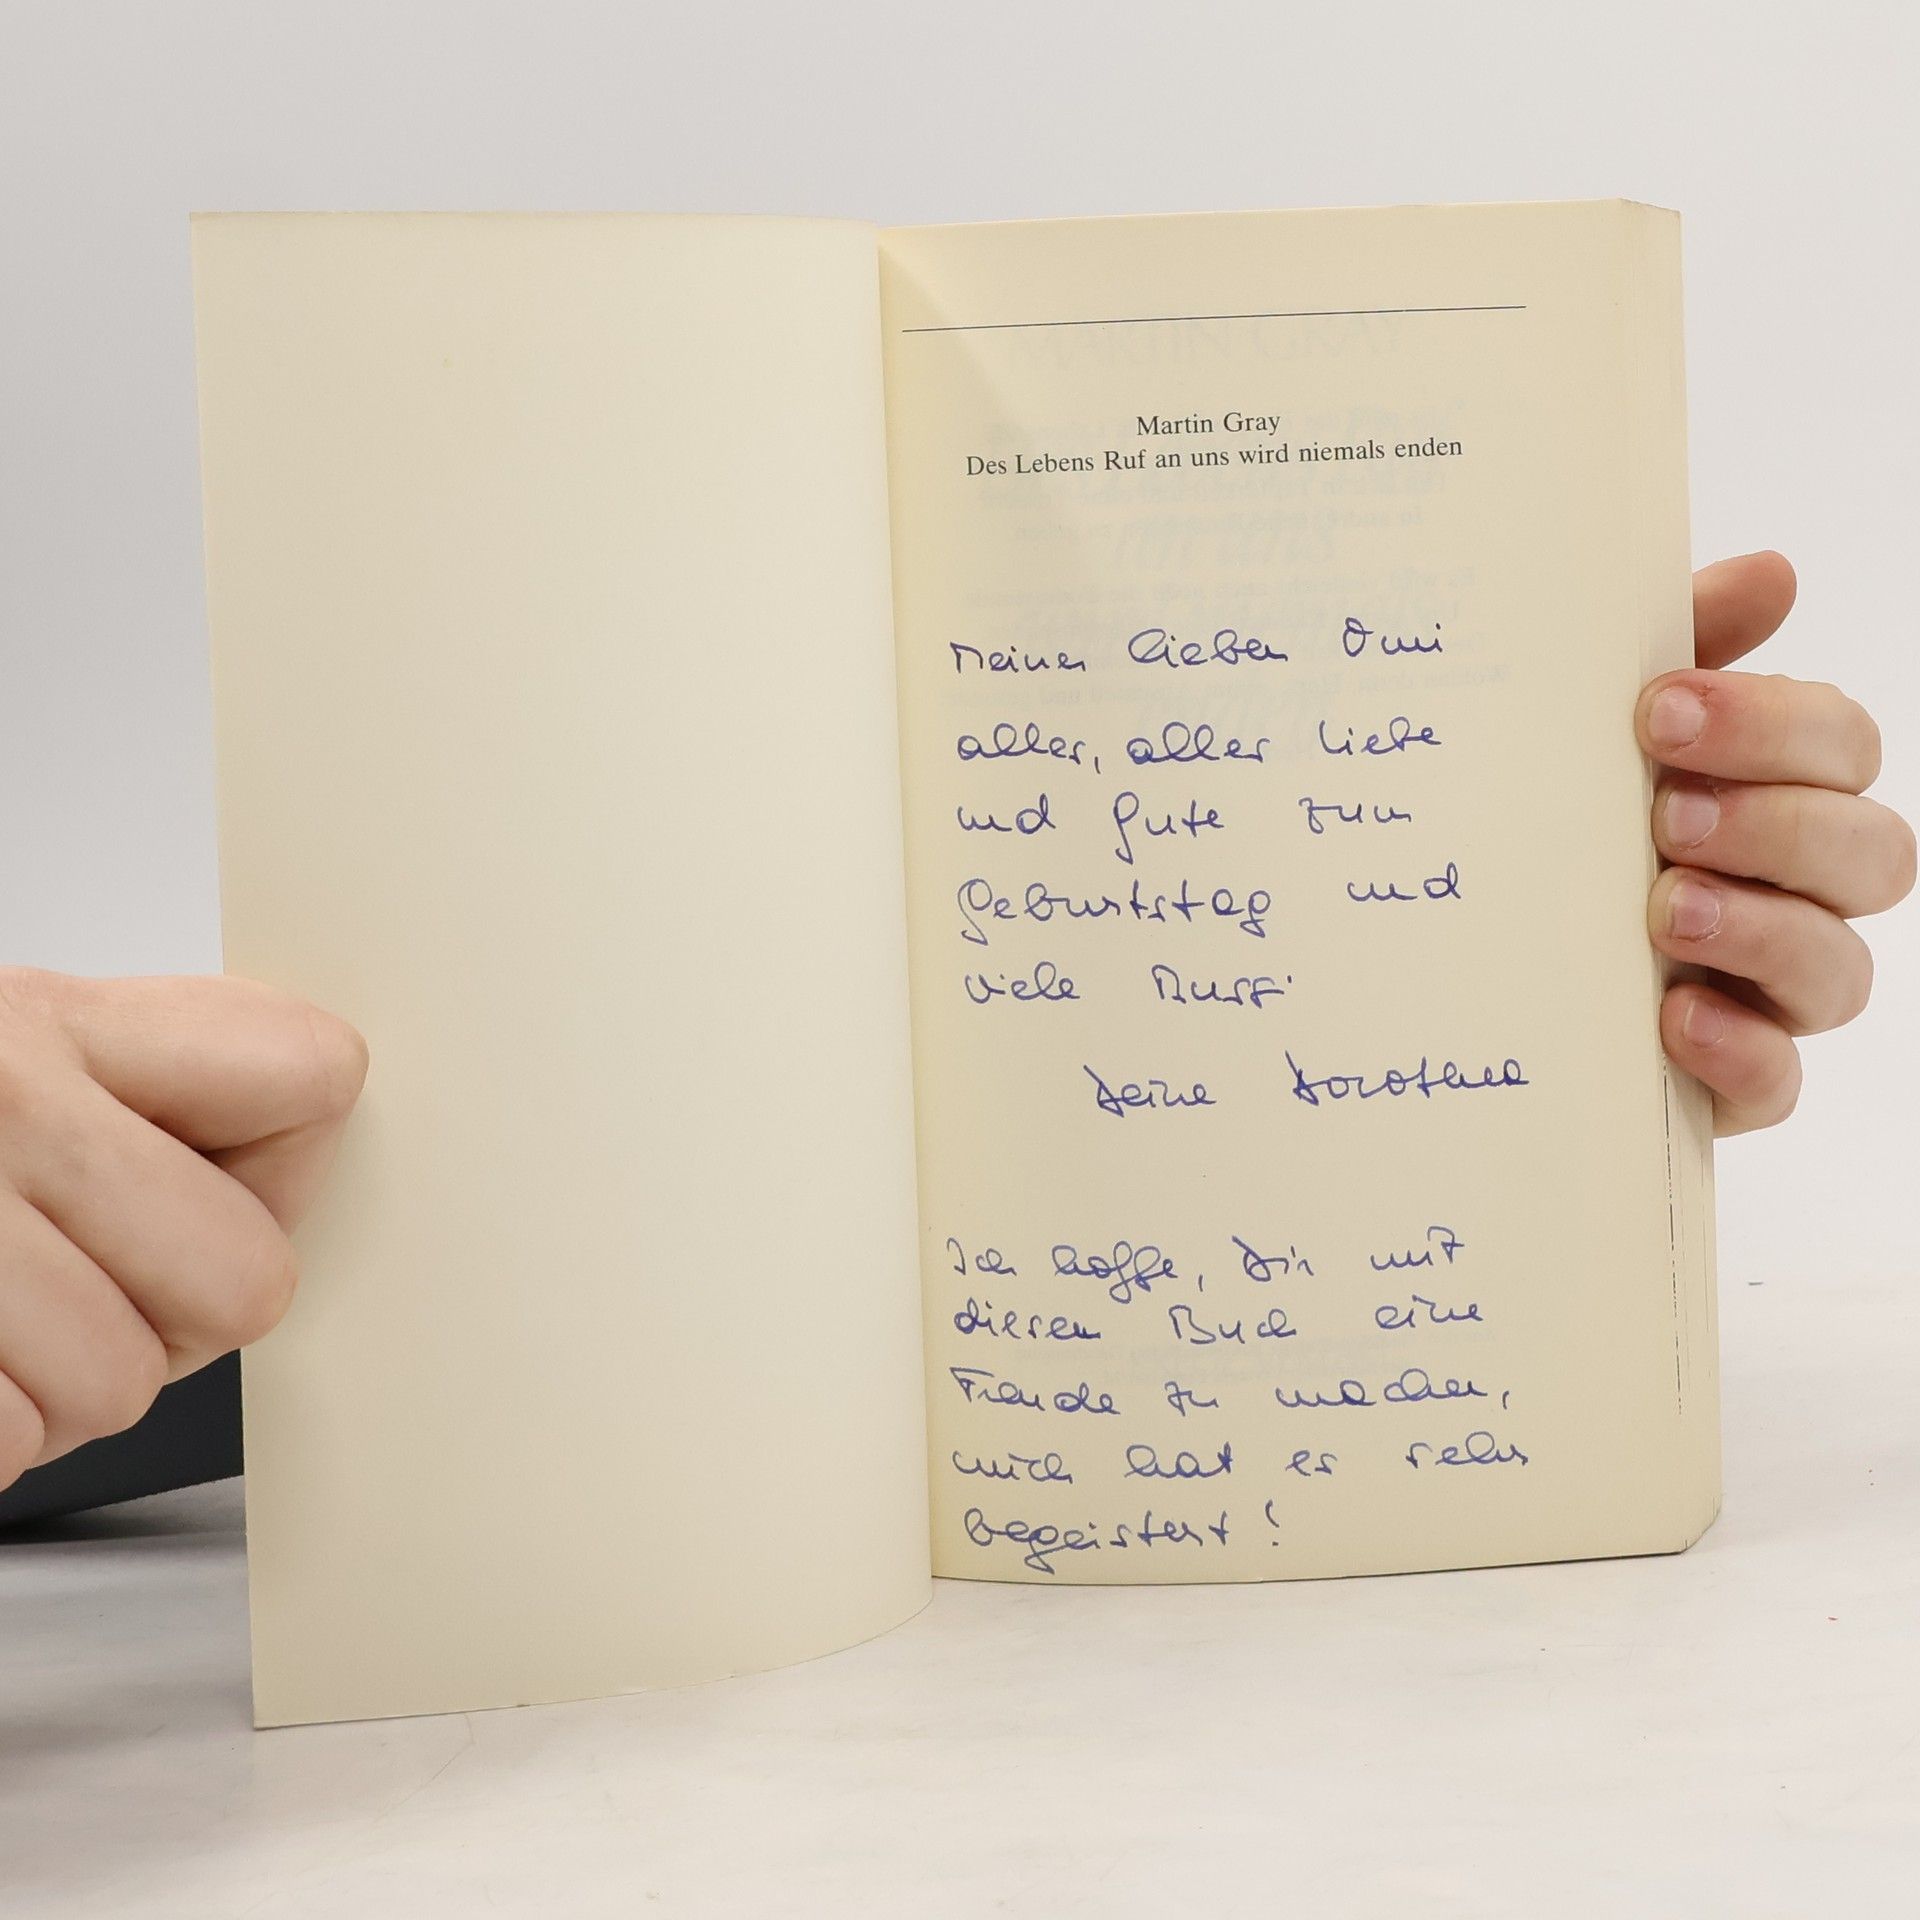 Martin Gray
Des Lebens Ruf an uns wird niemals enden
Meiner lieben Omi
alles, alles Liebe
und Gute zum
Geburtstag und
viele Bussi
Deine Dorothea
Ich hoffe, Dir mit
diesem Buch eine
Freude zu machen,
mich hat es sehr
begeistert!